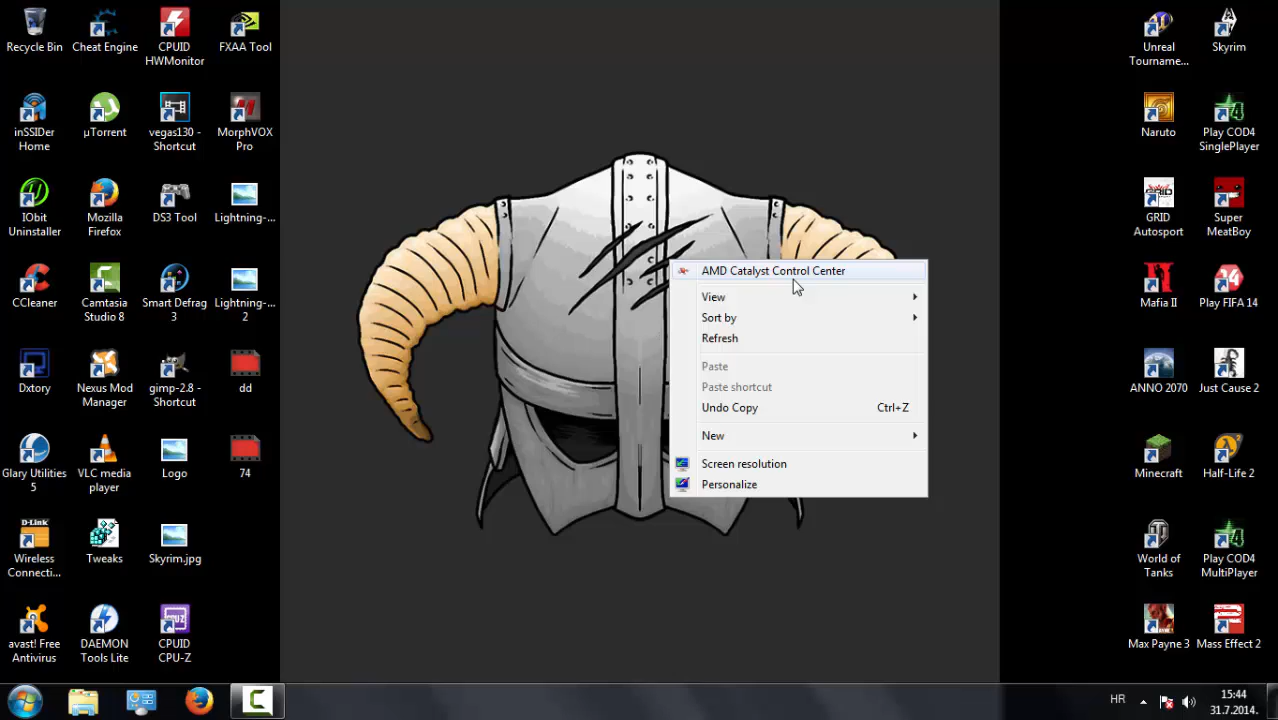 Recycle Bin
Cheat Engine
CPUID
HWMonitor
FXAA Tool
inSSIDer
Home
µTorrent
vegas130 -
Shortcut
MorphVOX
Pro
IObit
Uninstaller
Mozilla
Firefox
DS3 Tool
Lightning-...
CCleaner
Camtasia
Studio 8
Smart Defrag
3
Lightning-...
2
Dxtory
Nexus Mod
Manager
gimp-2.8 -
Shortcut
dd
Glary Utilities
5
VLC media
player
Logo
74
D-Link
Wireless
Connecti...
Tweaks
Skyrim.jpg
avast! Free
Antivirus
DAEMON
Tools Lite
CPUID
CPU-Z
AMD Catalyst Control Center
View
Sort by
Refresh
Paste
Paste shortcut
Undo Copy Ctrl+Z
New
Screen resolution
Personalize
Unreal
Tourname...
Skyrim
Naruto
Play COD4
SinglePlayer
GRID
Autosport
Super
MeatBoy
Mafia II
Play FIFA 14
ANNO 2070
Just Cause 2
Minecraft
Half-Life 2
World of
Tanks
Play COD4
MultiPlayer
Max Payne 3
Mass Effect 2
HR
15:44
31.7.2014.